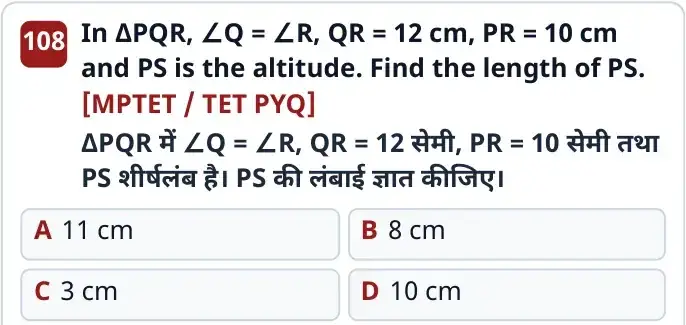 108 In ΔPQR, ∠Q = ∠R, QR = 12 cm, PR = 10 cm
and PS is the altitude. Find the length of PS.
[MPTET / TET PYQ]
ΔPQR में ∠Q = ∠R, QR = 12 सेमी, PR = 10 सेमी तथा
PS शीर्षलंब है। PS की लंबाई ज्ञात कीजिए।
A 11 cm
B 8 cm
C 3 cm
D 10 cm